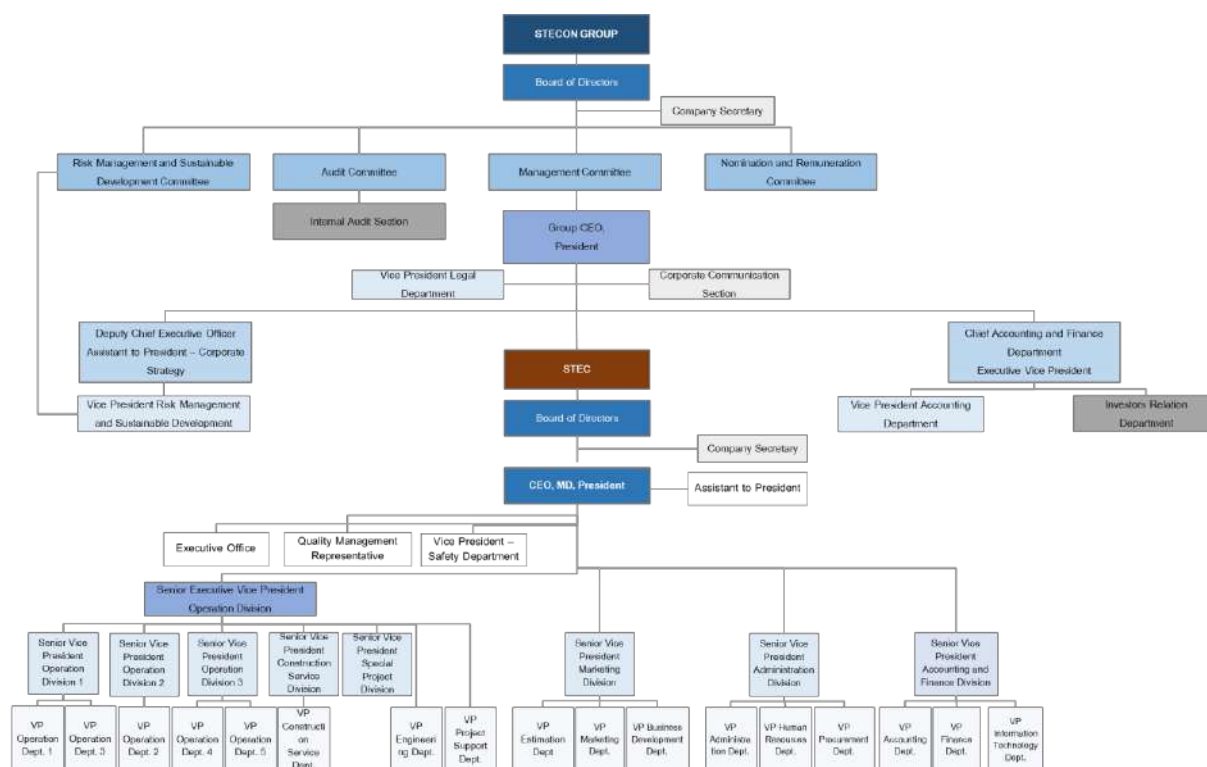 STECON GROUP
Board of Directors
Company Secretary
Risk Management and Sustainable
Development Committee
Audit Committee
Management Committee
Nomination and Remuneration
Committee
Internal Audit Section
Group CEO,
President
Vice President Legal
Department
Corporate Communication
Section
Deputy Chief Executive Officer
Assistant to President – Corporate
Strategy
Chief Accounting and Finance
Department
Executive Vice President
STEC
Vice President Risk Management
and Sustainable Development
Vice President Accounting
Department
Investors Relation
Department
Board of Directors
Company Secretary
CEO, MD, President
Assistant to President
Executive Office
Quality Management
Representative
Vice President –
Safety Department
Senior Executive Vice President
Operation Division
Senior Vice
President
Operation
Division 1
Senior Vice
President
Operation
Division 2
Senior Vice
President
Operation
Division 3
Senior Vice
President
Construction
Service
Division
Senior Vice
President
Special
Project Division
Senior Vice
President
Marketing
Division
Senior Vice
President
Administration
Division
Senior Vice
President
Accounting and
Finance Division
VP
Operation
Dept. 1
VP
Operation
Dept. 3
VP
Operation
Dept. 2
VP
Operation
Dept. 4
VP
Operation
Dept. 5
VP
Constructi
on
Service
Dept.
VP
Engineeri
ng Dept.
VP
Project
Support
Dept.
VP
Estimation
Dept
VP
Marketing
Dept.
VP Business
Development
Dept.
VP
Administra
tion Dept.
VP Human
Resources
Dept.
VP
Procurement
Dept.
VP
Accounting
Dept.
VP
Finance
Dept.
VP
Information
Technology
Dept.